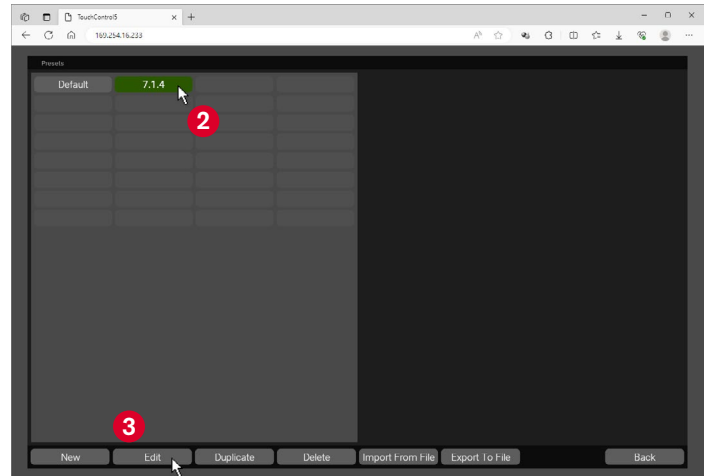 TouchControl5
169.254.16.233
Presets
Default 7.1.4
2
3
New Edit Duplicate Delete Import From File Export To File Back